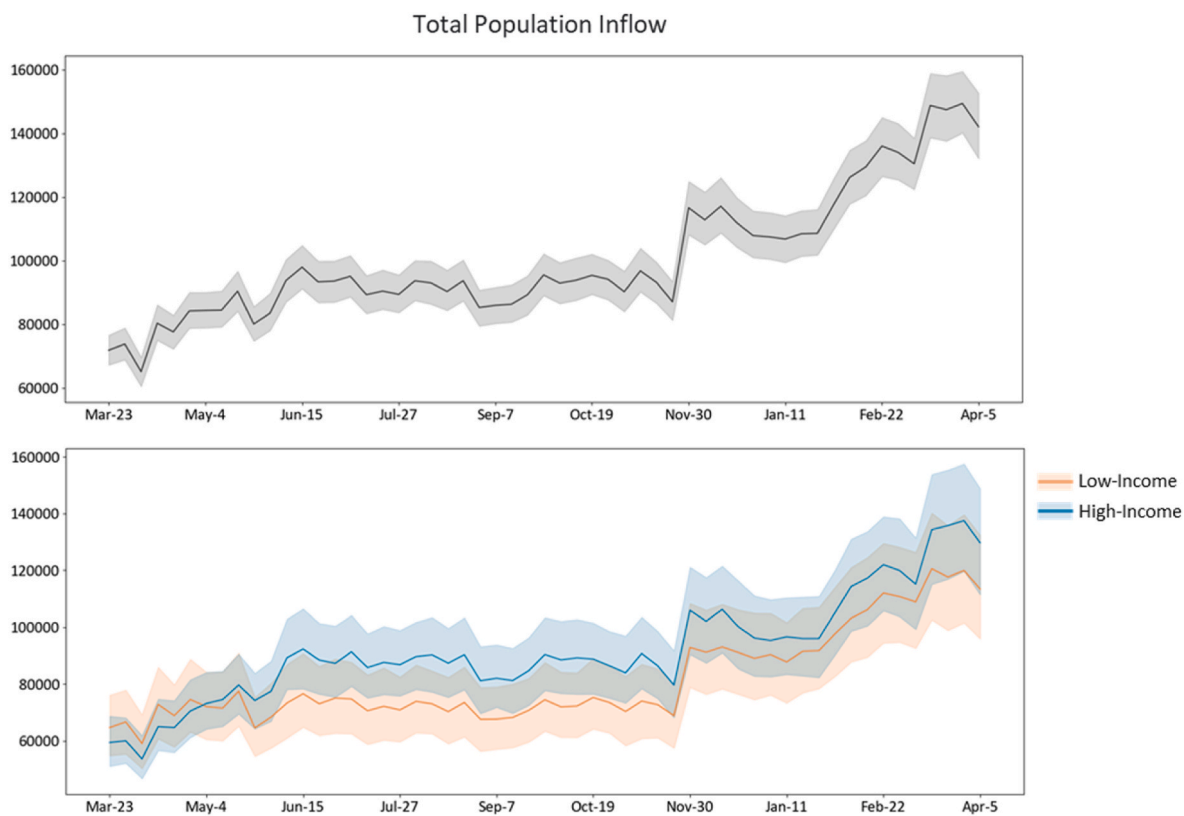 Total Population Inflow
160000
140000
120000
100000
80000
60000
Mar-23 May-4 Jun-15 Jul-27 Sep-7 Oct-19 Nov-30 Jan-11 Feb-22 Apr-5
160000
140000
120000
100000
80000
60000
Mar-23 May-4 Jun-15 Jul-27 Sep-7 Oct-19 Nov-30 Jan-11 Feb-22 Apr-5
Low-Income
High-Income